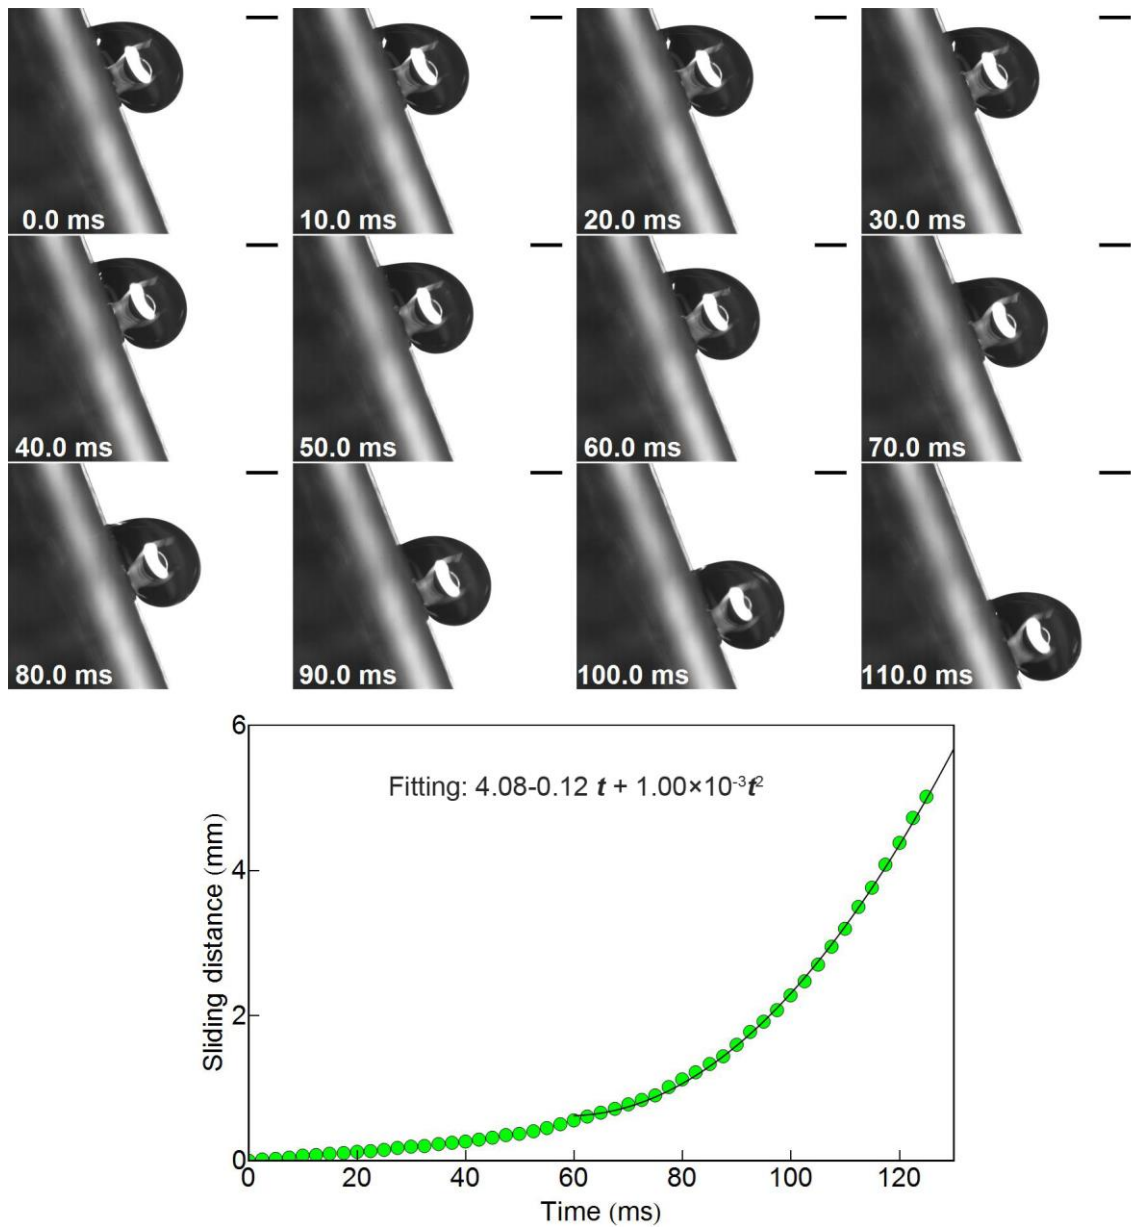 0.0 ms
10.0 ms
20.0 ms
30.0 ms
40.0 ms
50.0 ms
60.0 ms
70.0 ms
80.0 ms
90.0 ms
100.0 ms
110.0 ms
Fitting: 4.08-0.12 t + 1.00×10⁻³t²
Sliding distance (mm)
6
4
2
0
0 20 40 60 80 100 120
Time (ms)